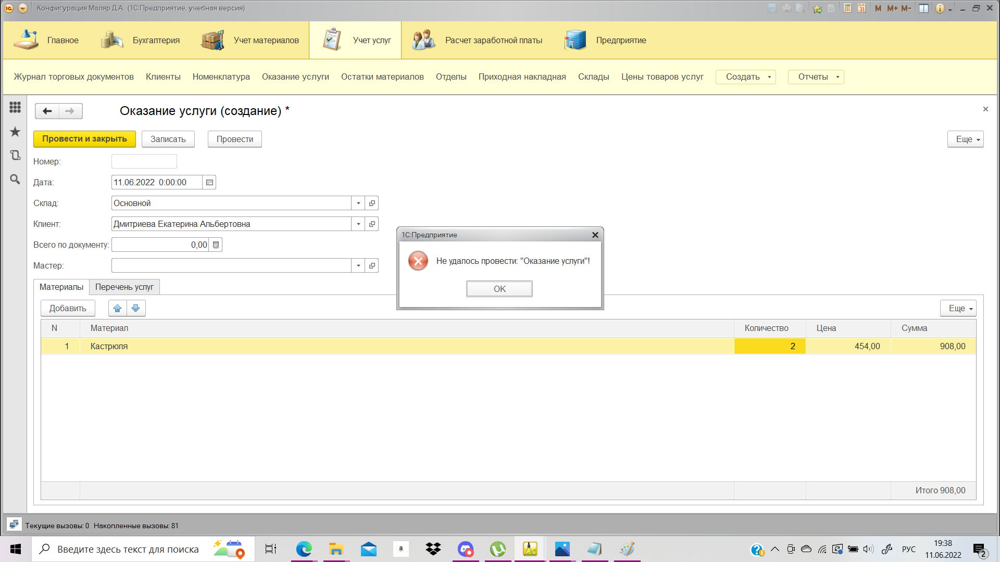 Конфигурация Маляр Д.А. (1С:Предприятие, учебная версия)
31 M M+ M-
Главное Бухгалтерия Учет материалов Учет услуг Расчет заработной платы Предприятие
Журнал торговых документов Клиенты Номенклатура Оказание услуги Остатки материалов Отделы Приходная накладная Склады Цены товаров услуг Создать Отчеты
Оказание услуги (создание) *
Провести и закрыть Записать Провести Еще
Номер:
Дата: 11.06.2022 0:00:00
Склад: Основной
Клиент: Дмитриева Екатерина Альбертовна
Всего по документу: 0,00
Мастер:
1С:Предприятие
Не удалось провести: "Оказание услуги"!
OK
Материалы Перечень услуг
Добавить Еще
N Материал Количество Цена Сумма
1 Кастрюля 2 454,00 908,00
Итого 908,00
Текущие вызовы: 0 Накопленные вызовы: 81
Введите здесь текст для поиска
a
РУС
19:38
11.06.2022
2